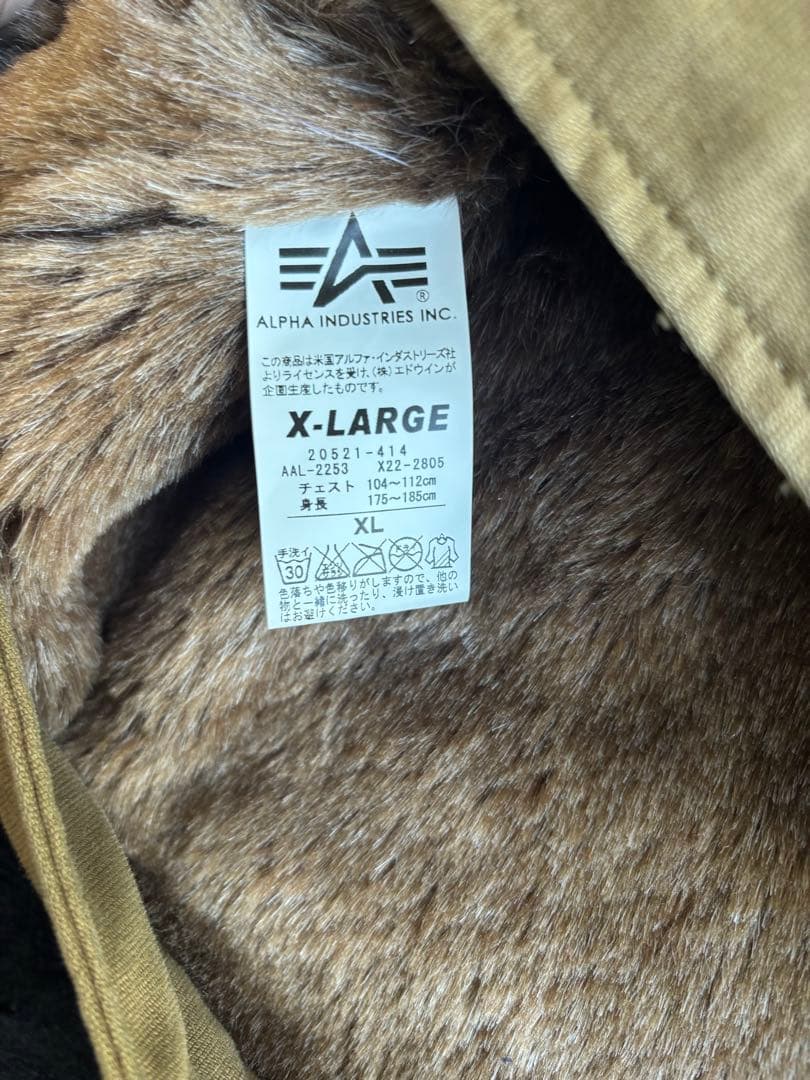 ®
ALPHA INDUSTRIES INC.
この商品は米国アルファ・インダストリーズ社
よりライセンスを受け、(株)エドウインが
企画生産したものです。
X-LARGE
20521-414
AAL-2253 X22-2805
チェスト 104～112cm
身長 175～185cm
XL
手洗イ
30
色落ちや色移りがしますので、他の
物と一緒に洗ったり、浸け置き洗い
はお避けください。